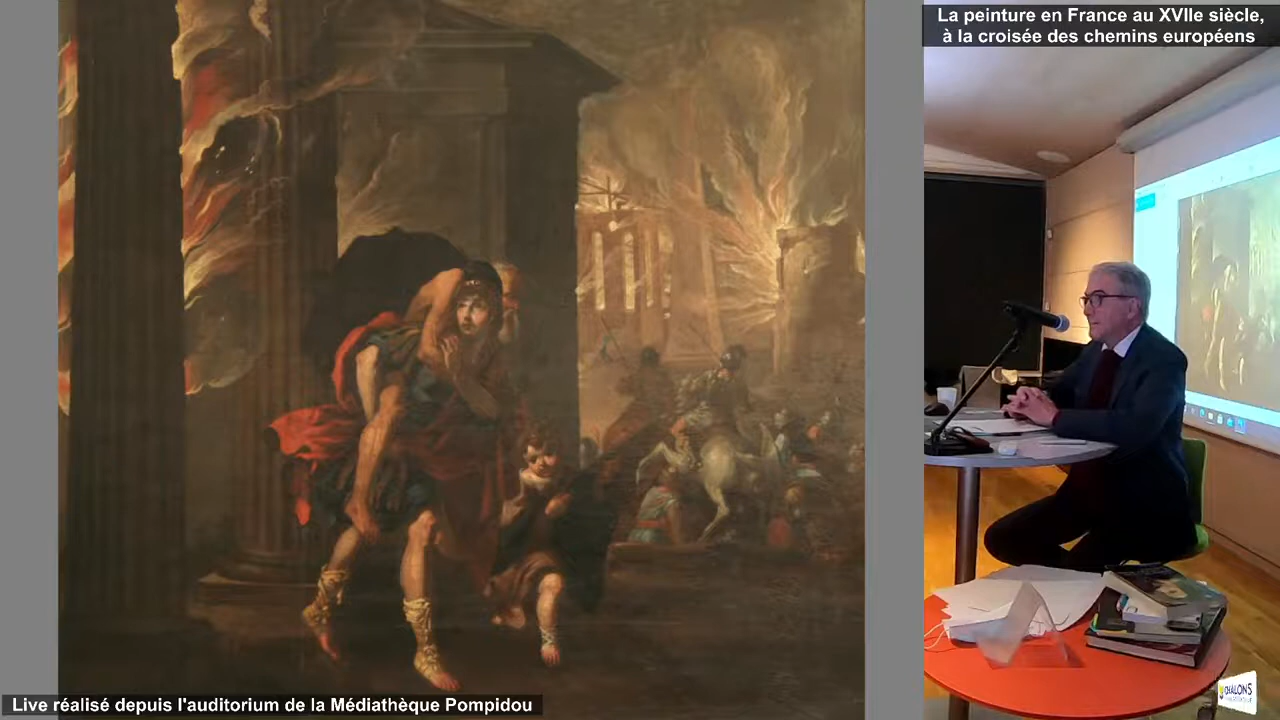 La peinture en France au XVIIe siècle,
à la croisée des chemins européens
Live réalisé depuis l'auditorium de la Médiathèque Pompidou
CHÂLONS